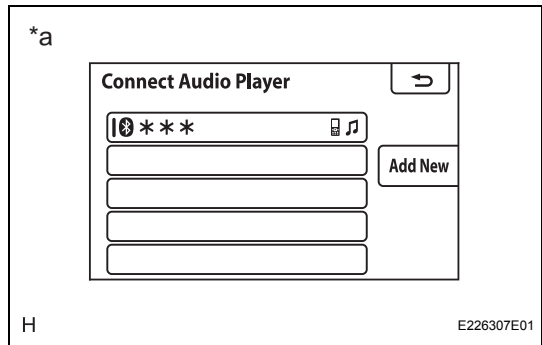 *a
Connect Audio Player
＊＊＊
Add New
H
E226307E01